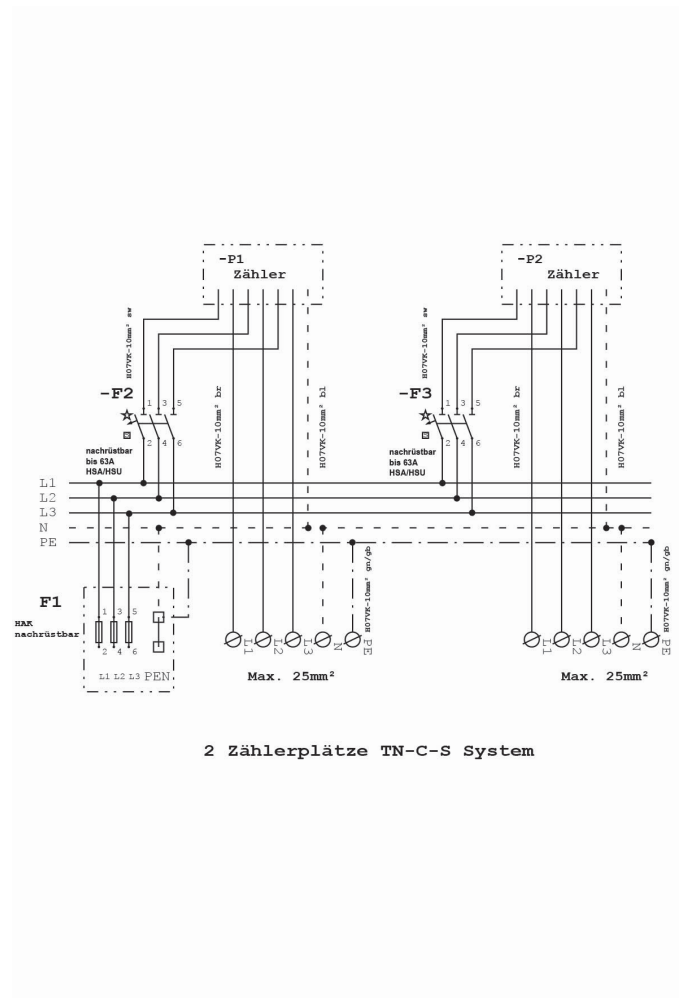 -P1
Zähler
-P2
Zähler
H07VK-10mm² sw
H07VK-10mm² sw
-F2
1 3 5
2 4 6
-F3
1 3 5
2 4 6
H07VK-10mm² br
H07VK-10mm² bl
H07VK-10mm² br
H07VK-10mm² bl
nachrüstbar
bis 63A
HSA/HSU
nachrüstbar
bis 63A
HSA/HSU
L1
L2
L3
N
PE
H07VK-10mm² gn/gb
H07VK-10mm² gn/gb
F1
HAK
nachrüstbar
1 3 5
2 4 6
L1 L2 L3 PEN
L1
L2
L3
N
PE
L1
L2
L3
N
PE
Max. 25mm²
Max. 25mm²
2 Zählerplätze TN-C-S System